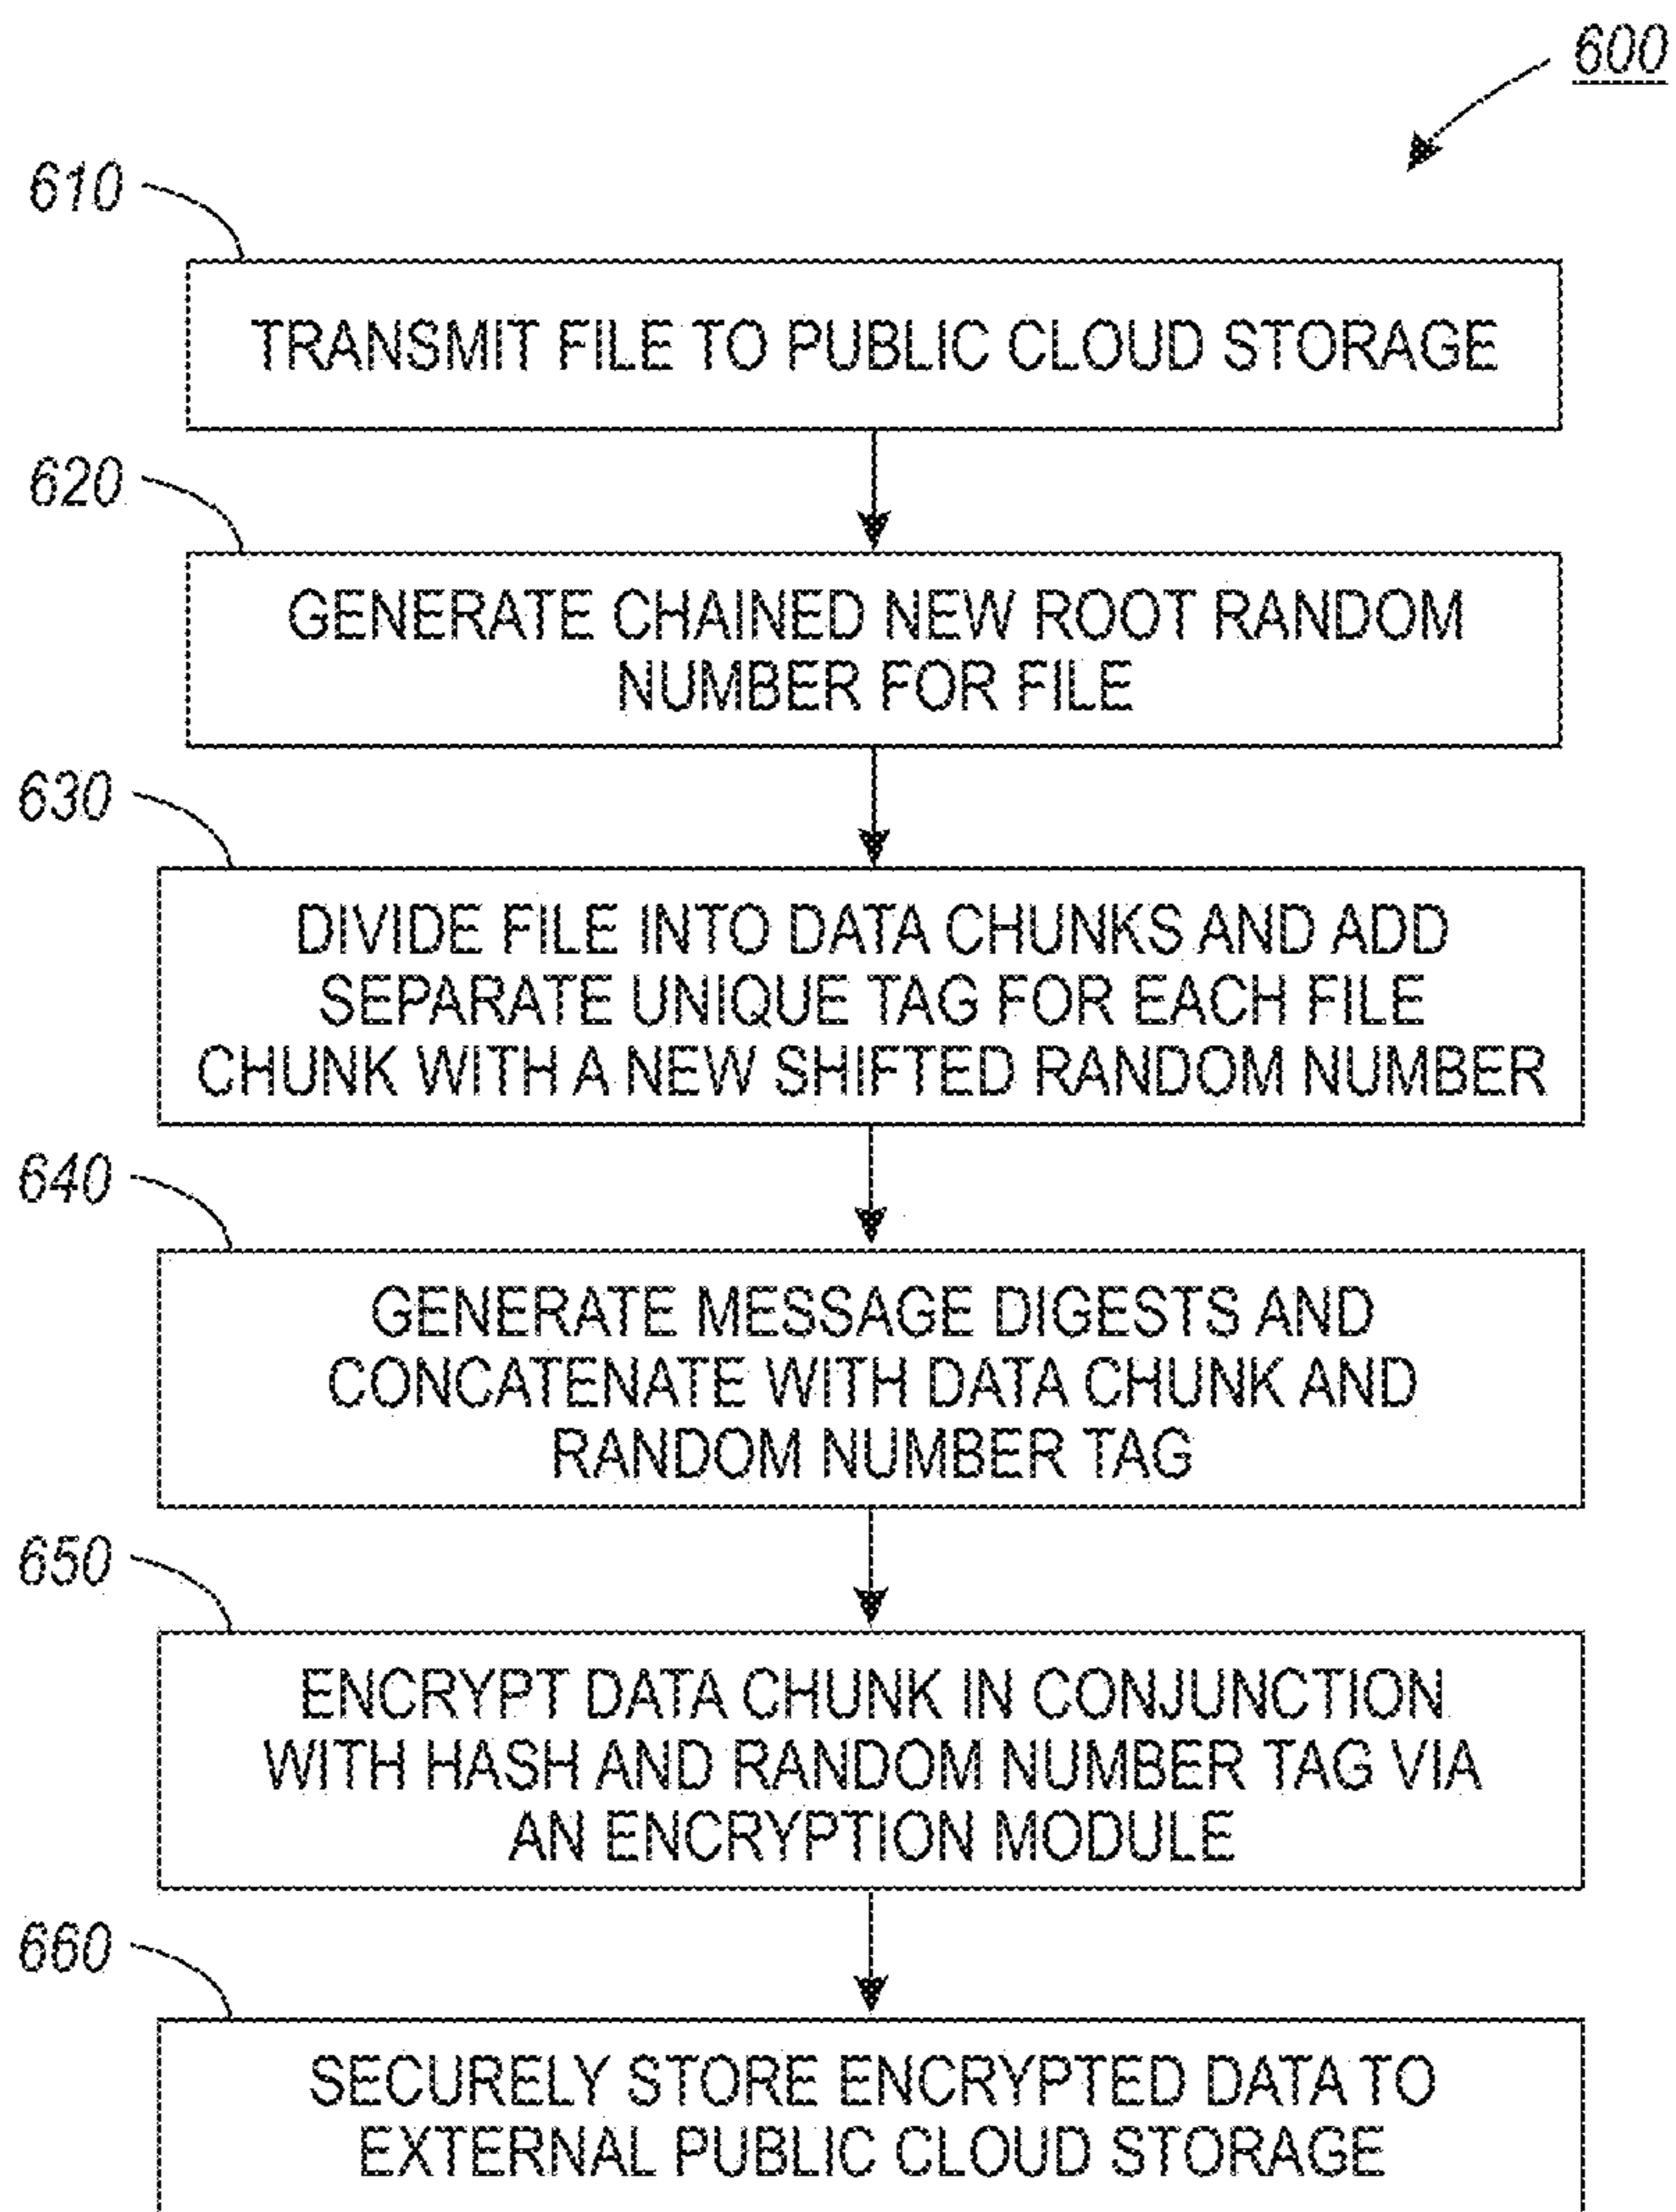 600
610
TRANSMIT FILE TO PUBLIC CLOUD STORAGE
620
GENERATE CHAINED NEW ROOT RANDOM
NUMBER FOR FILE
630
DIVIDE FILE INTO DATA CHUNKS AND ADD
SEPARATE UNIQUE TAG FOR EACH FILE
CHUNK WITH A NEW SHIFTED RANDOM NUMBER
640
GENERATE MESSAGE DIGESTS AND
CONCATENATE WITH DATA CHUNK AND
RANDOM NUMBER TAG
650
ENCRYPT DATA CHUNK IN CONJUNCTION
WITH HASH AND RANDOM NUMBER TAG VIA
AN ENCRYPTION MODULE
660
SECURELY STORE ENCRYPTED DATA TO
EXTERNAL PUBLIC CLOUD STORAGE